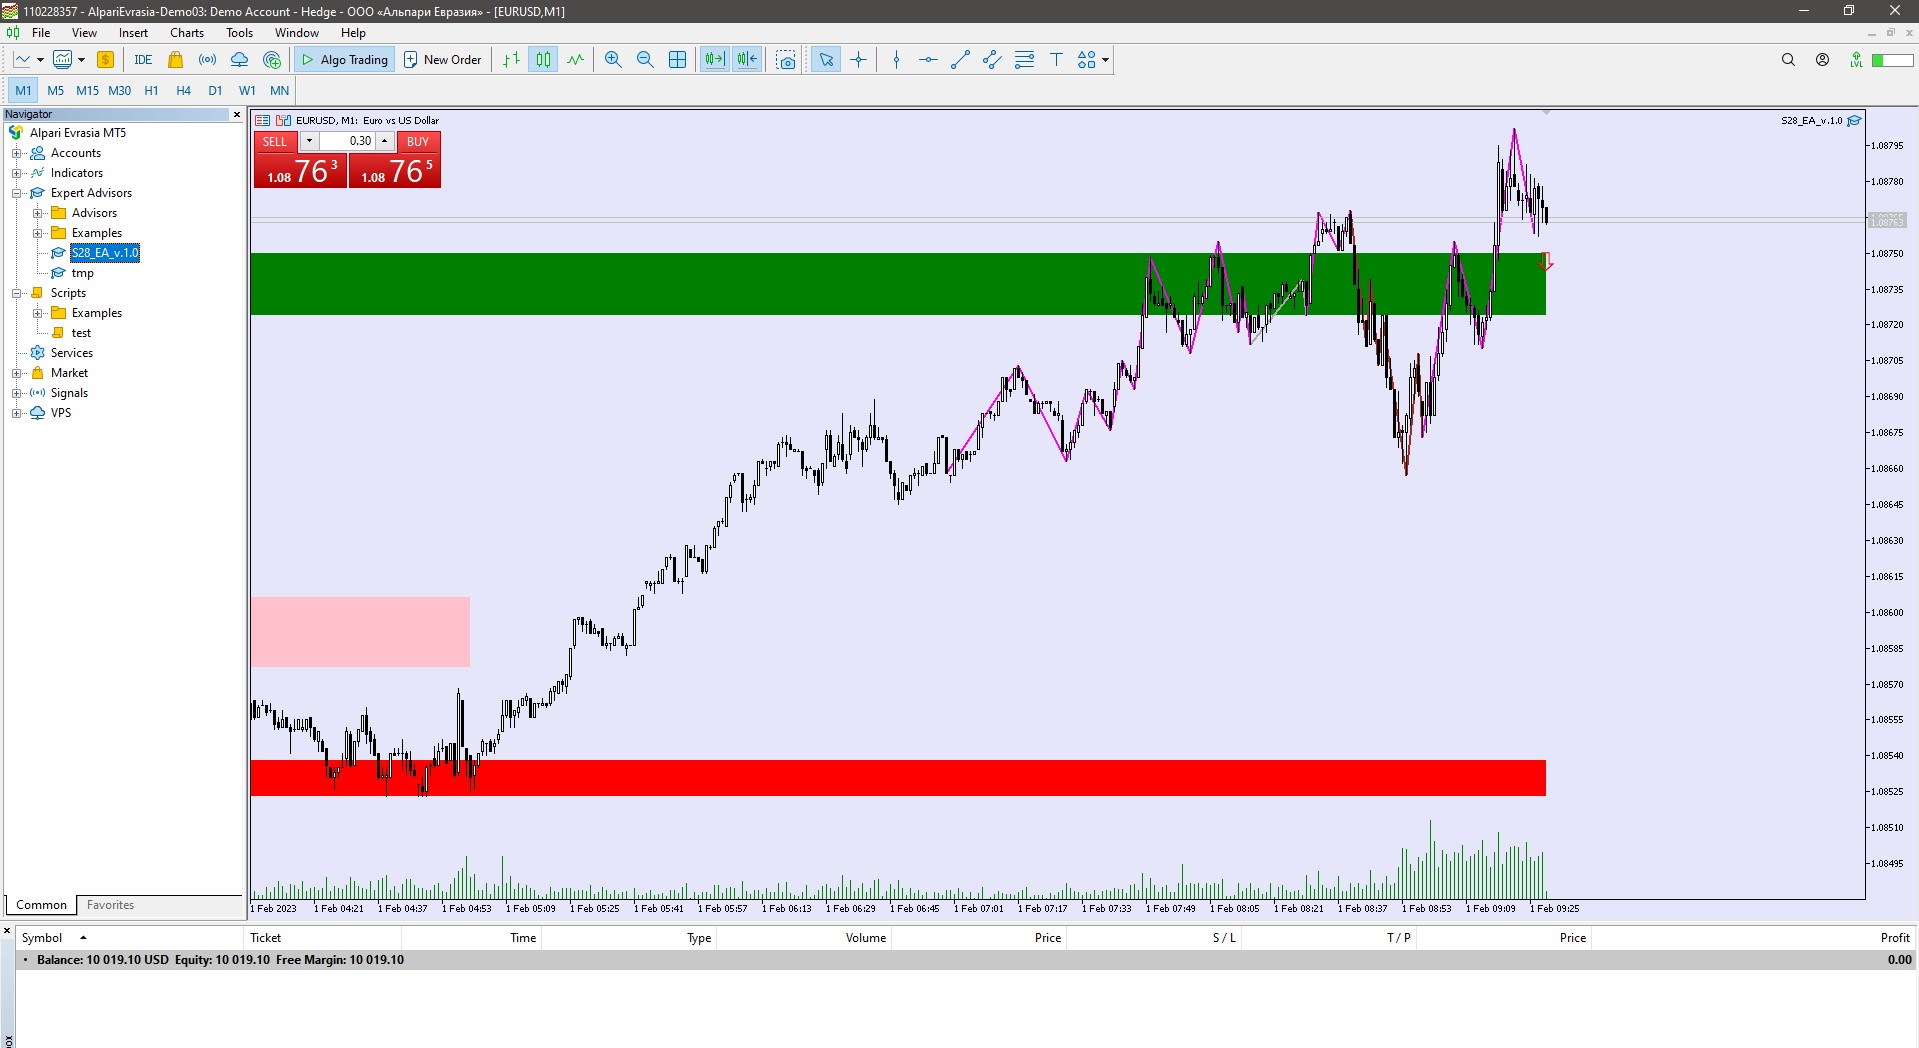 110228357 - AlpariEvrasia-Demo03: Demo Account - Hedge - ООО «Альпари Евразия» - [EURUSD,M1]
File View Insert Charts Tools Window Help
IDE Algo Trading New Order LVL
M1 M5 M15 M30 H1 H4 D1 W1 MN
Navigator
Alpari Evrasia MT5
Accounts
Indicators
Expert Advisors
Advisors
Examples
S28_EA_v.1.0
tmp
Scripts
Examples
test
Services
Market
Signals
VPS
Common Favorites
EURUSD, M1: Euro vs US Dollar
S28_EA_v.1.0
SELL 0.30 BUY
1.08 76 3 1.08 76 5
1.08795
1.08780
1.08763
1.08750
1.08735
1.08720
1.08705
1.08690
1.08675
1.08660
1.08645
1.08630
1.08615
1.08600
1.08585
1.08570
1.08555
1.08540
1.08525
1.08510
1.08495
1 Feb 2023 1 Feb 04:21 1 Feb 04:37 1 Feb 04:53 1 Feb 05:09 1 Feb 05:25 1 Feb 05:41 1 Feb 05:57 1 Feb 06:13 1 Feb 06:29 1 Feb 06:45 1 Feb 07:01 1 Feb 07:17 1 Feb 07:33 1 Feb 07:49 1 Feb 08:05 1 Feb 08:21 1 Feb 08:37 1 Feb 08:53 1 Feb 09:09 1 Feb 09:25
Symbol Ticket Time Type Volume Price S / L T / P Price Profit
Balance: 10 019.10 USD Equity: 10 019.10 Free Margin: 10 019.10 0.00